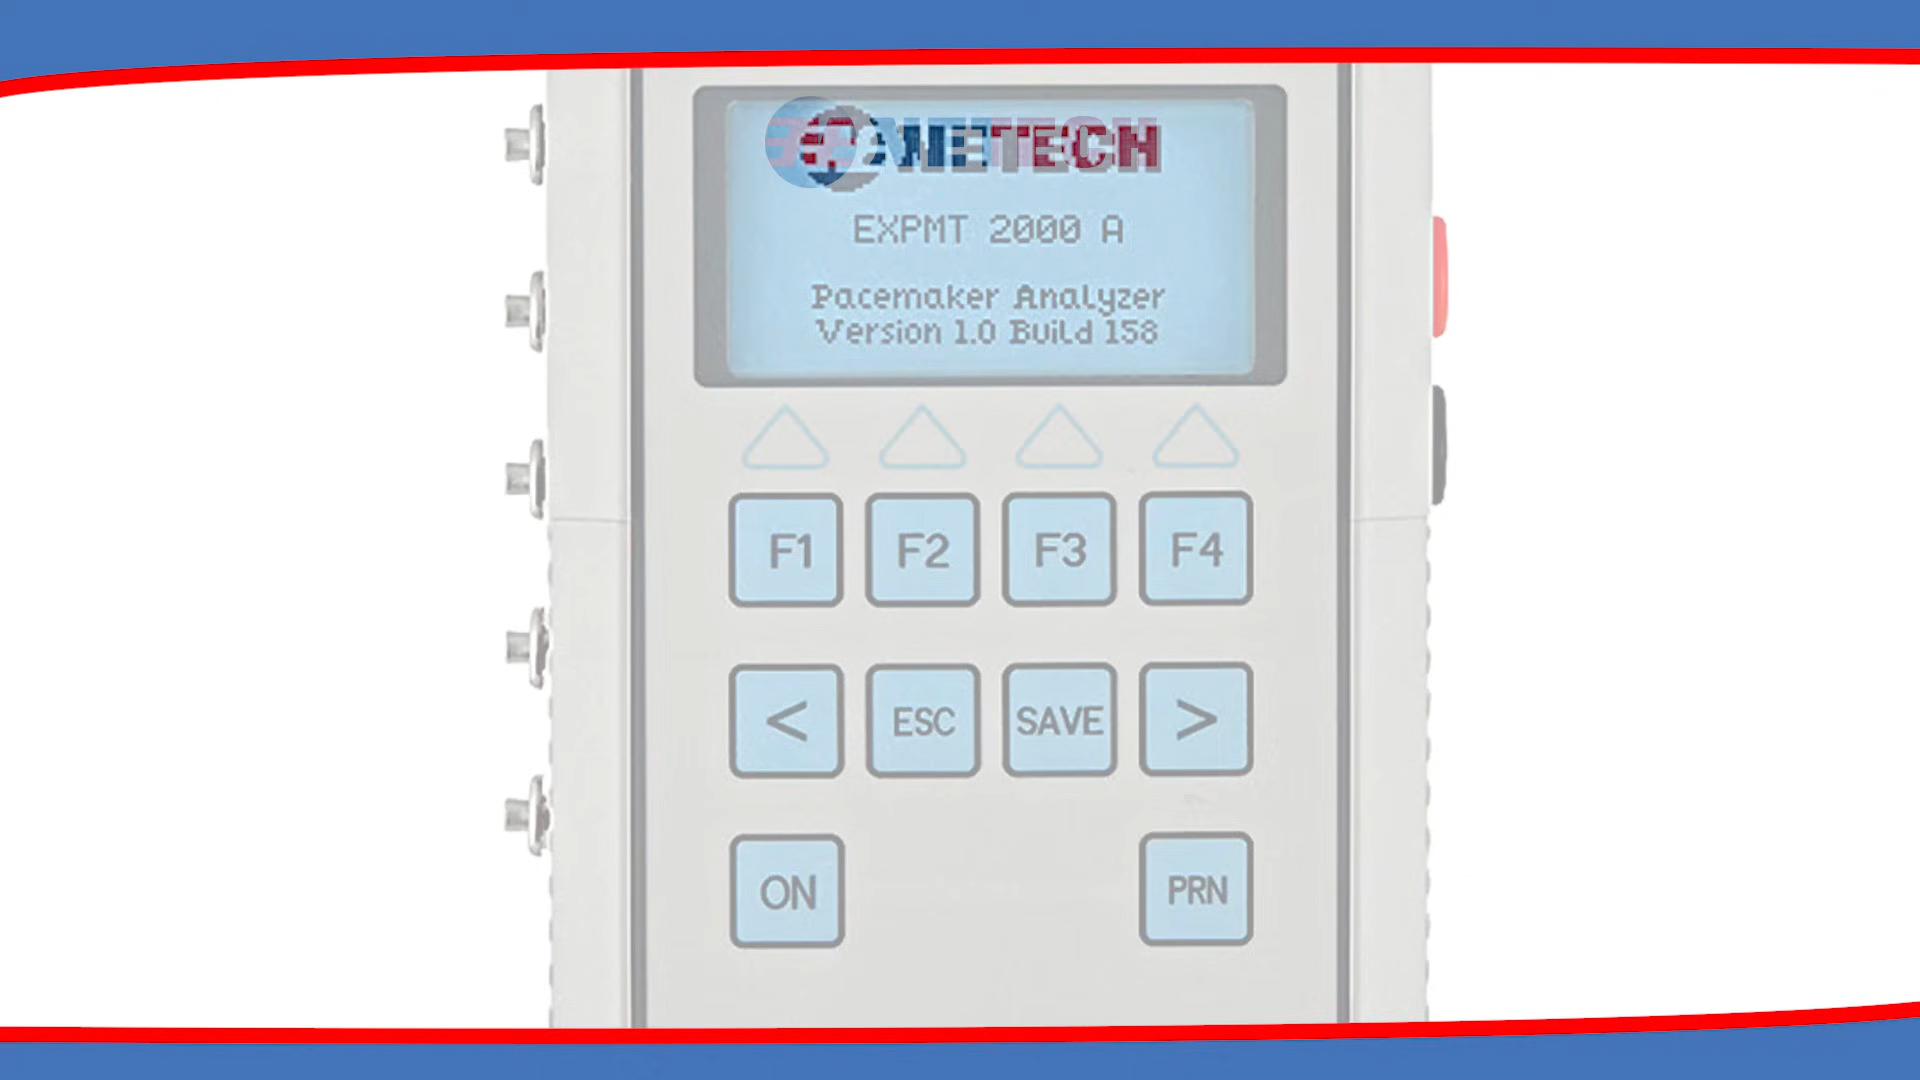 NETECH
EXPMT 2000 A
Pacemaker Analyzer
Version 1.0 Build 158
F1 F2 F3 F4
< ESC SAVE >
ON PRN